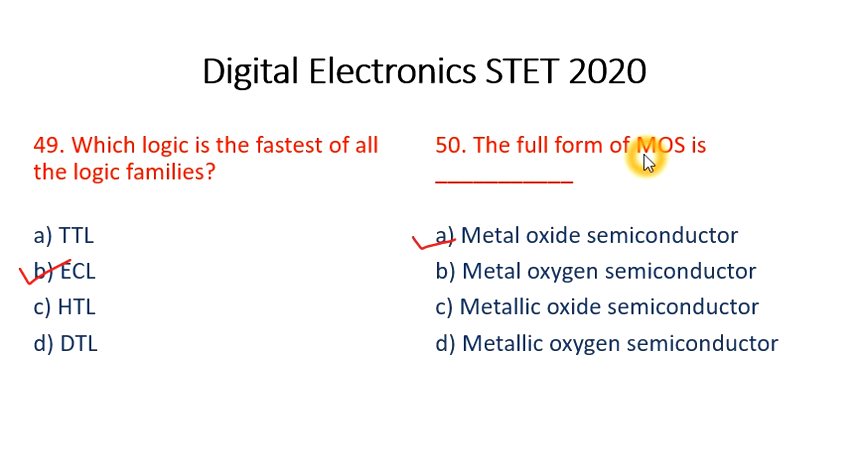 Digital Electronics STET 2020
49. Which logic is the fastest of all
the logic families?
a) TTL
b) ECL
c) HTL
d) DTL
50. The full form of MOS is
___________
a) Metal oxide semiconductor
b) Metal oxygen semiconductor
c) Metallic oxide semiconductor
d) Metallic oxygen semiconductor